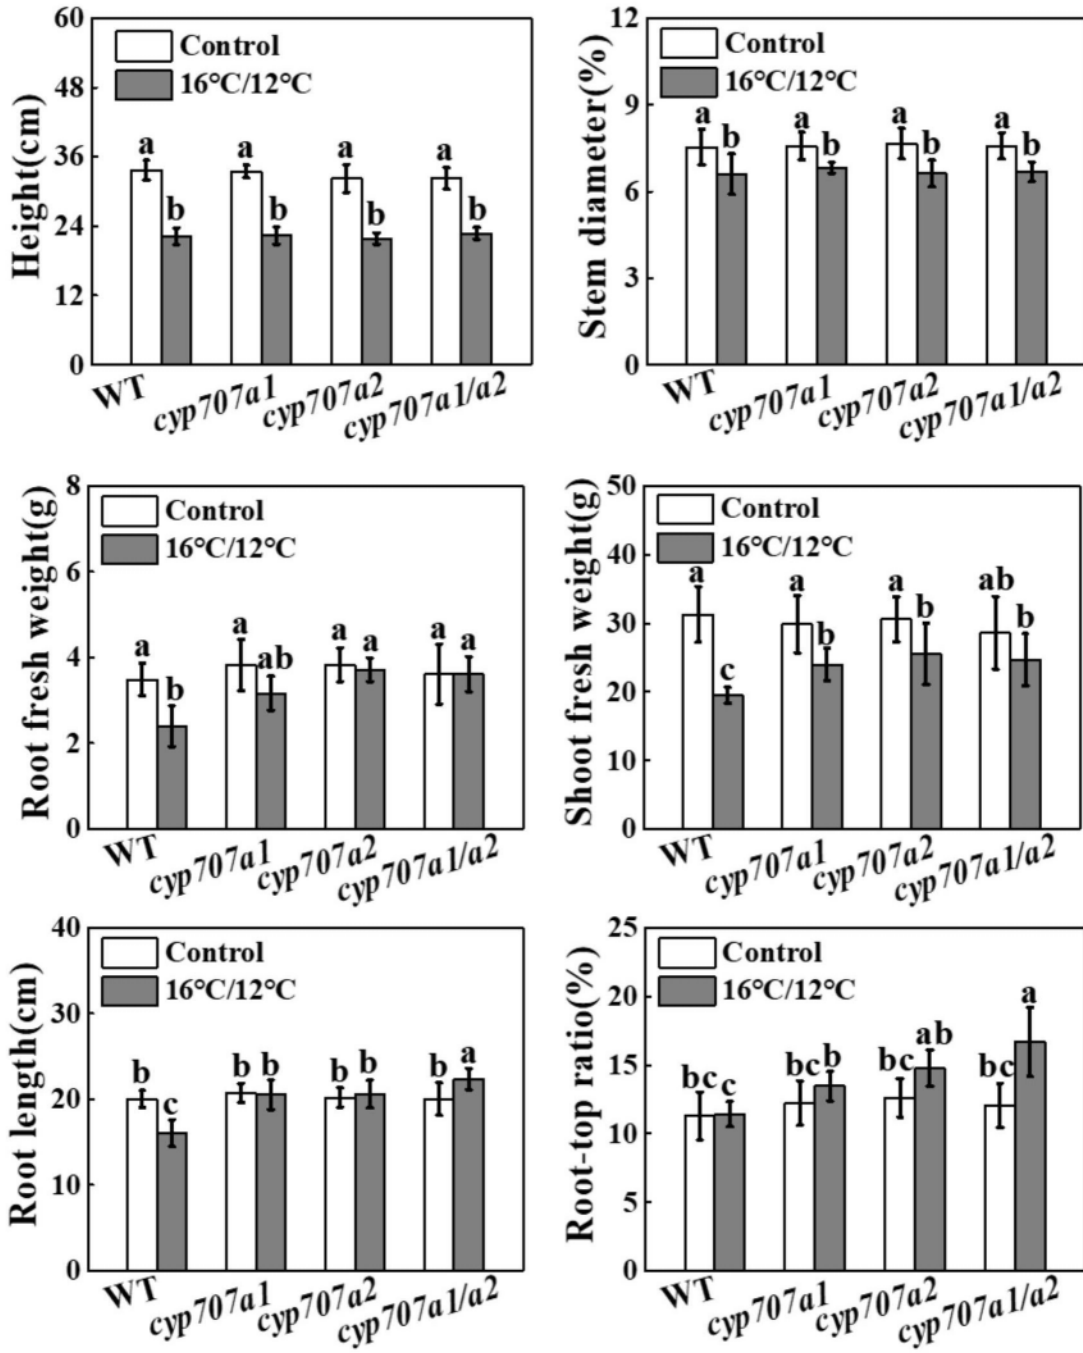 Height(cm)
60
48
36
24
12
0
Control
16°C/12°C
a
b
a
b
a
b
a
b
WT
cyp707a1
cyp707a2
cyp707a1/a2
Stem diameter(%)
12
9
6
3
0
Control
16°C/12°C
a
b
a
b
a
b
a
b
WT
cyp707a1
cyp707a2
cyp707a1/a2
Root fresh weight(g)
8
6
4
2
0
Control
16°C/12°C
a
b
a
ab
a
a
a
a
WT
cyp707a1
cyp707a2
cyp707a1/a2
Shoot fresh weight(g)
50
40
30
20
10
0
Control
16°C/12°C
a
c
a
b
a
b
ab
b
WT
cyp707a1
cyp707a2
cyp707a1/a2
Root length(cm)
40
30
20
10
0
Control
16°C/12°C
b
c
b
b
b
b
b
a
WT
cyp707a1
cyp707a2
cyp707a1/a2
Root-top ratio(%)
25
20
15
10
5
0
Control
16°C/12°C
bc
c
bc
b
bc
ab
bc
a
WT
cyp707a1
cyp707a2
cyp707a1/a2